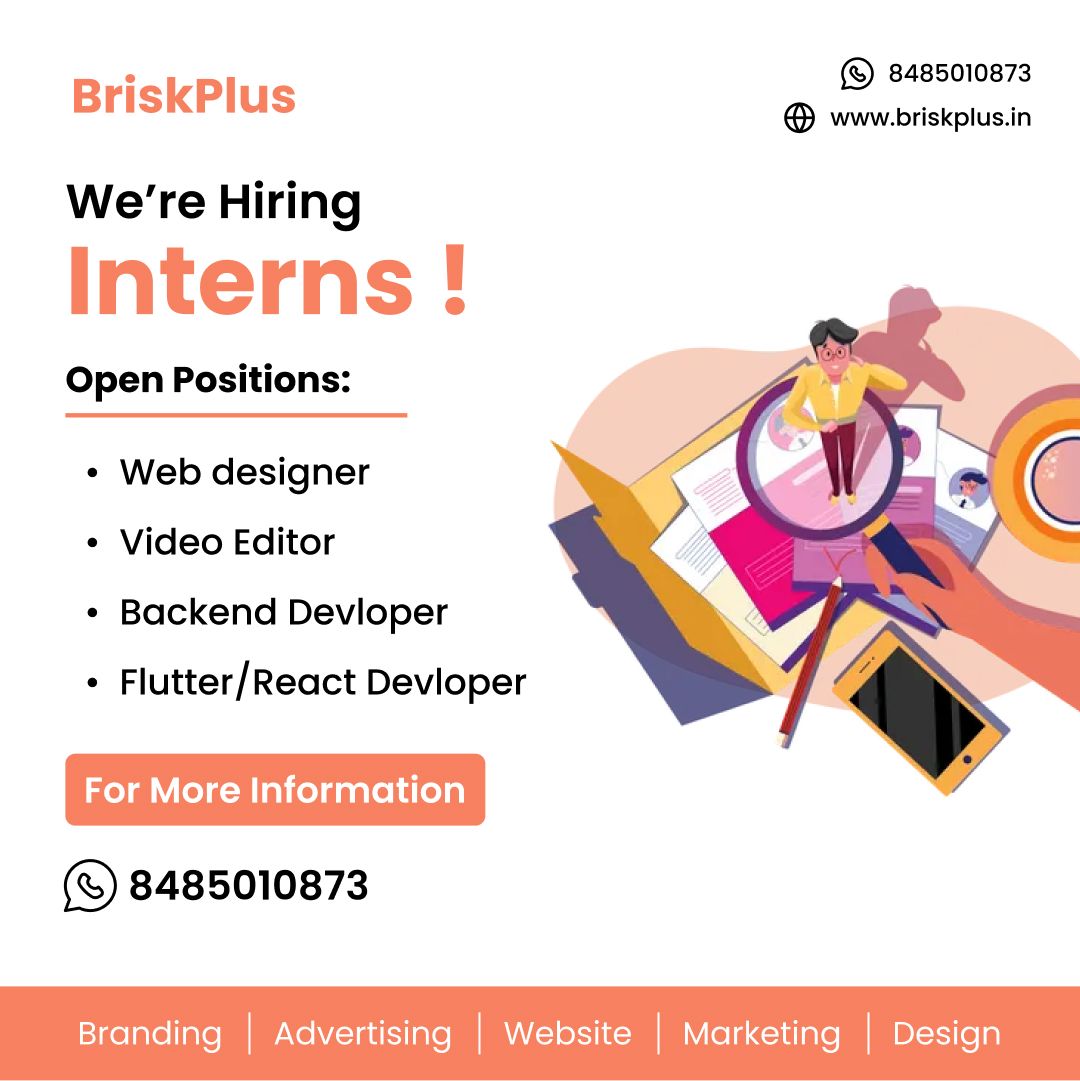 BriskPlus
8485010873
www.briskplus.in
We’re Hiring
Interns !
Open Positions:
• Web designer
• Video Editor
• Backend Devloper
• Flutter/React Devloper
For More Information
8485010873
Branding | Advertising | Website | Marketing | Design